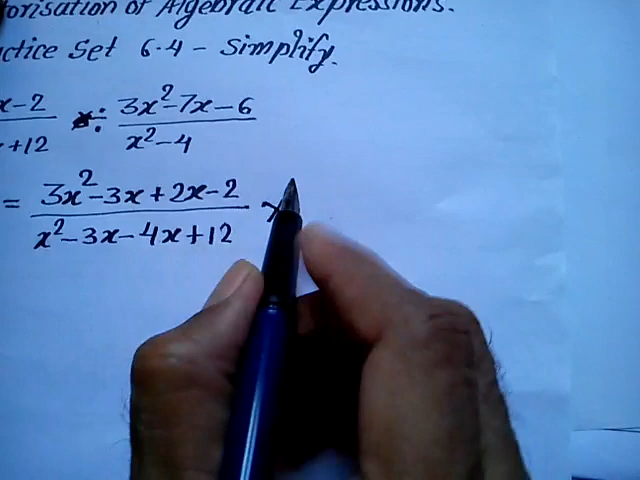 orisation of Algebraic Expressions.
ctice Set 6.4 - Simplify.
x-2 ÷ 3x²-7x-6
+12 x²-4
= 3x²-3x+2x-2 ×
x²-3x-4x+12